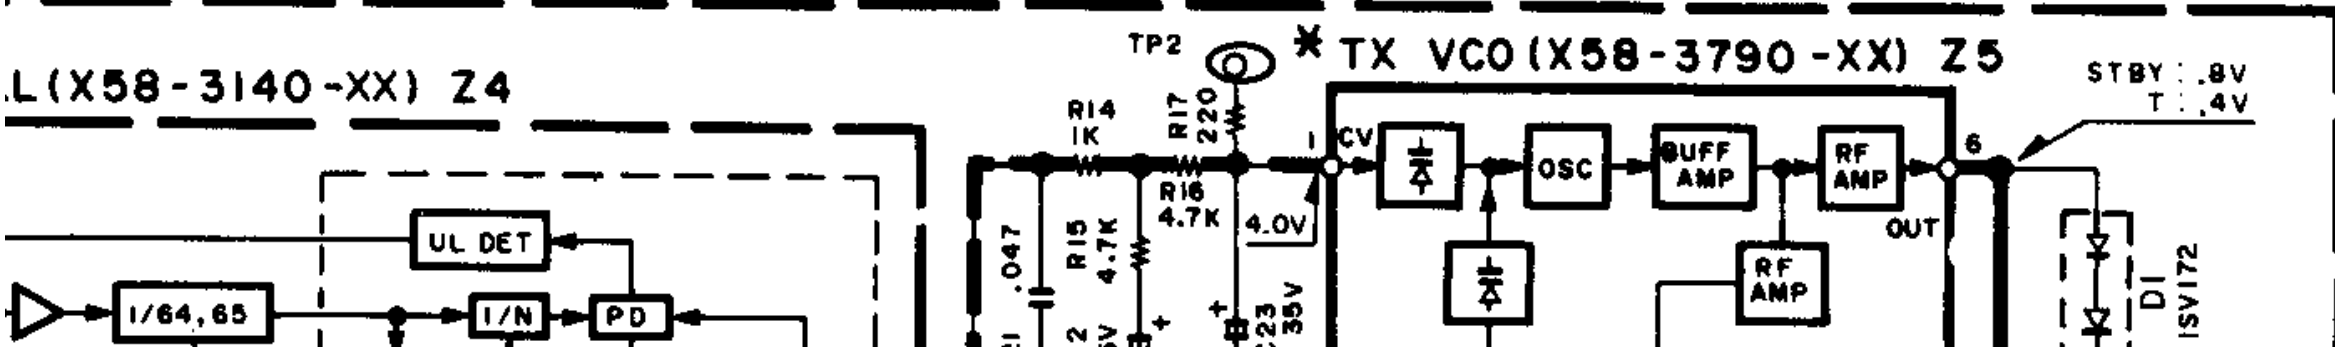 TP2
* TX VCO (X58-3790-XX) Z5
L (X58-3140-XX) Z4
STBY : .8V
T : .4V
R14
1K
R17
220
1
CV
OSC
BUFF
AMP
RF
AMP
6
OUT
R16
4.7K
4.0V
R15
4.7K
.047
UL DET
1/64,65
1/N
PD
RF
AMP
D1
ISV172
+
+
35V